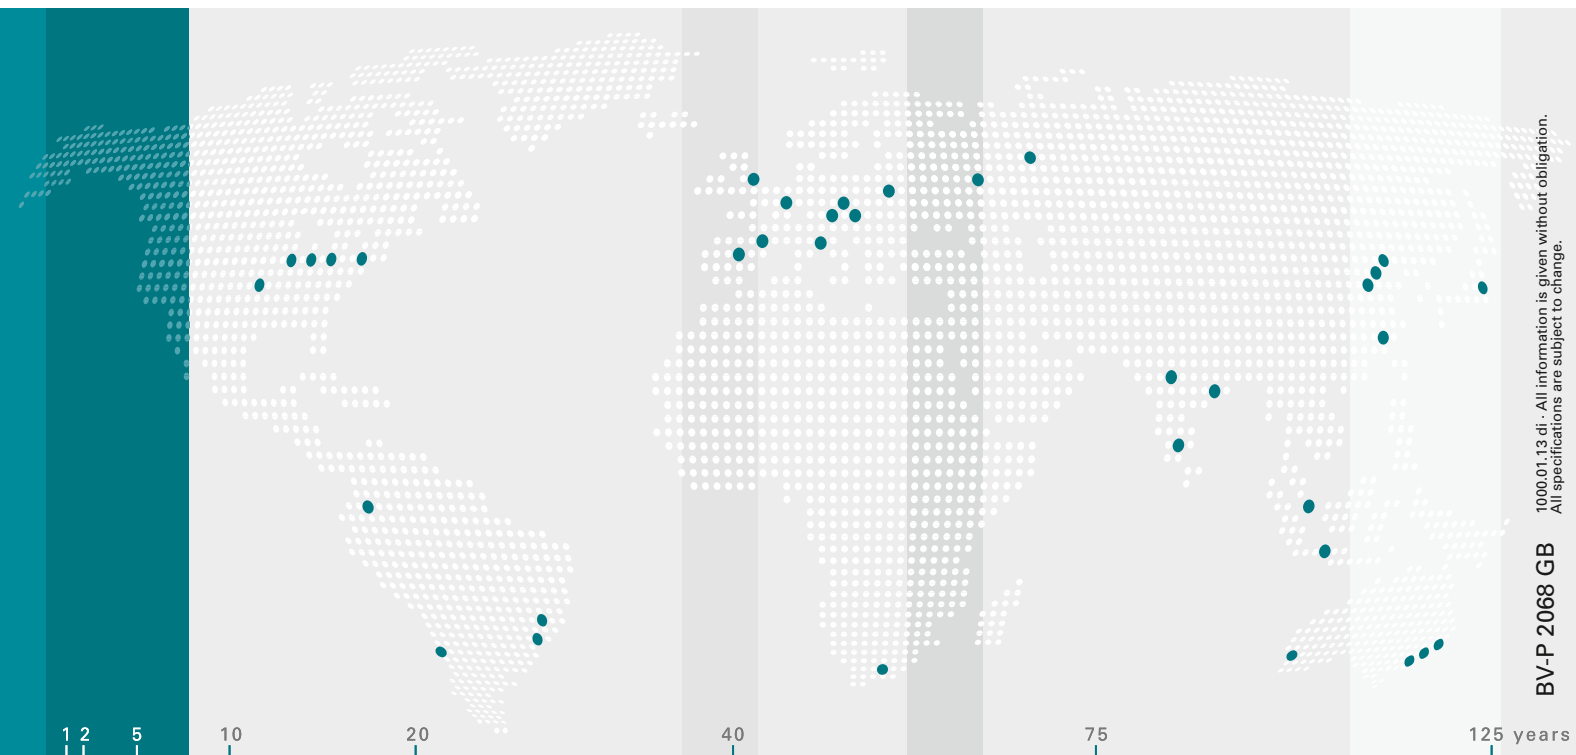 1000.01.13 di · All information is given without obligation.
All specifications are subject to change.
BV-P 2068 GB
1 2 5 10 20 40 75 125 years